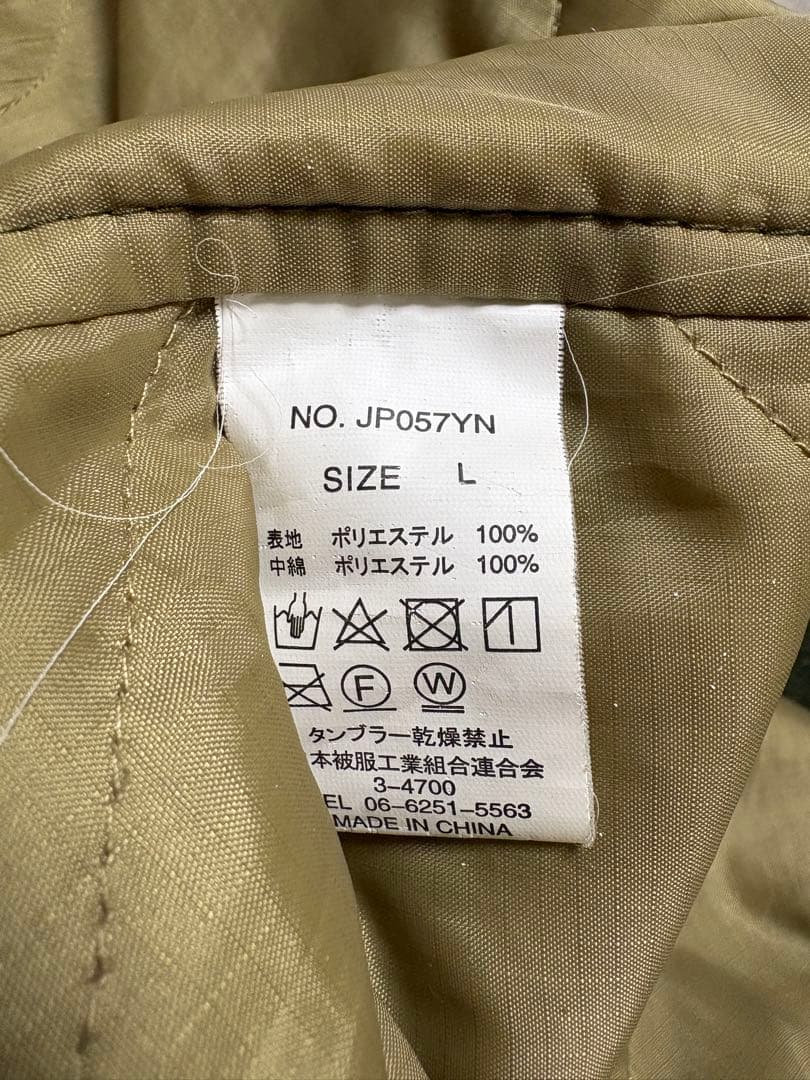 NO. JP057YN
SIZE L
表地 ポリエステル 100%
中綿 ポリエステル 100%
F W
タンブラー乾燥禁止
本被服工業組合連合会
3-4700
EL 06-6251-5563
MADE IN CHINA